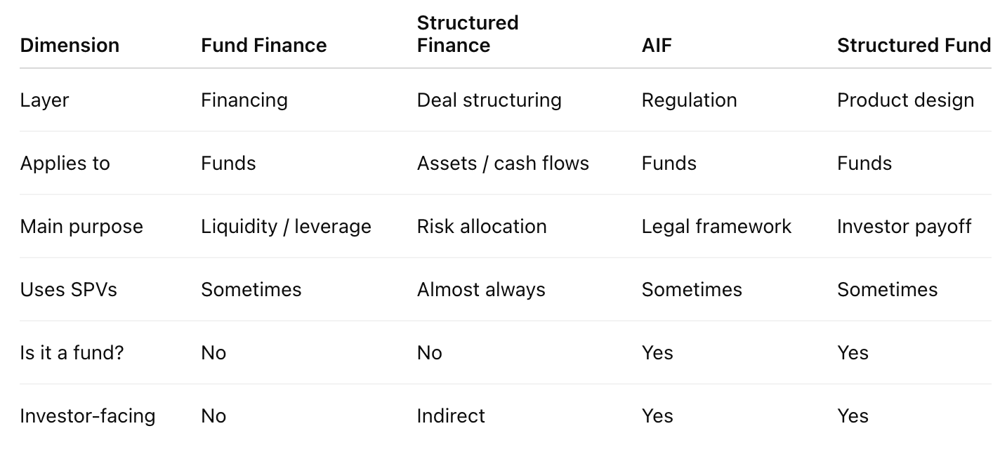 Dimension Fund Finance Structured Finance AIF Structured Fund
Layer Financing Deal structuring Regulation Product design
Applies to Funds Assets / cash flows Funds Funds
Main purpose Liquidity / leverage Risk allocation Legal framework Investor payoff
Uses SPVs Sometimes Almost always Sometimes Sometimes
Is it a fund? No No Yes Yes
Investor-facing No Indirect Yes Yes